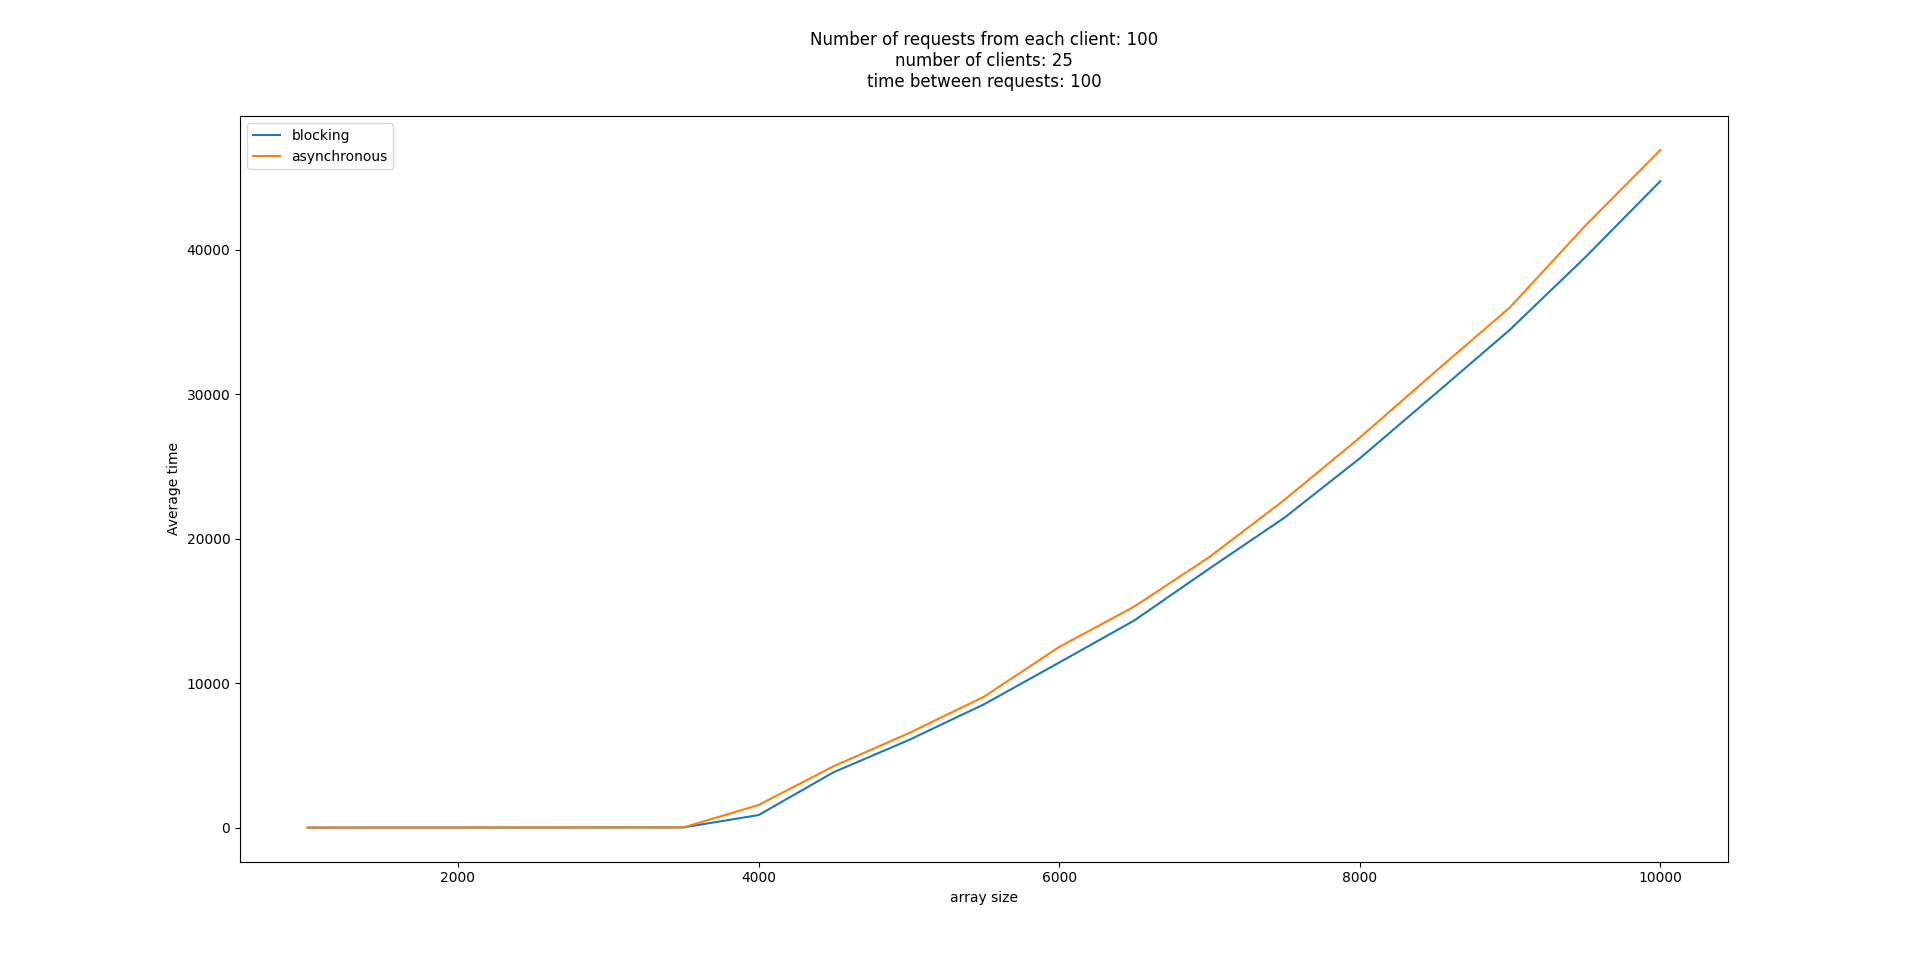 Number of requests from each client: 100
number of clients: 25
time between requests: 100
blocking
asynchronous
Average time
40000
30000
20000
10000
0
2000 4000 6000 8000 10000
array size